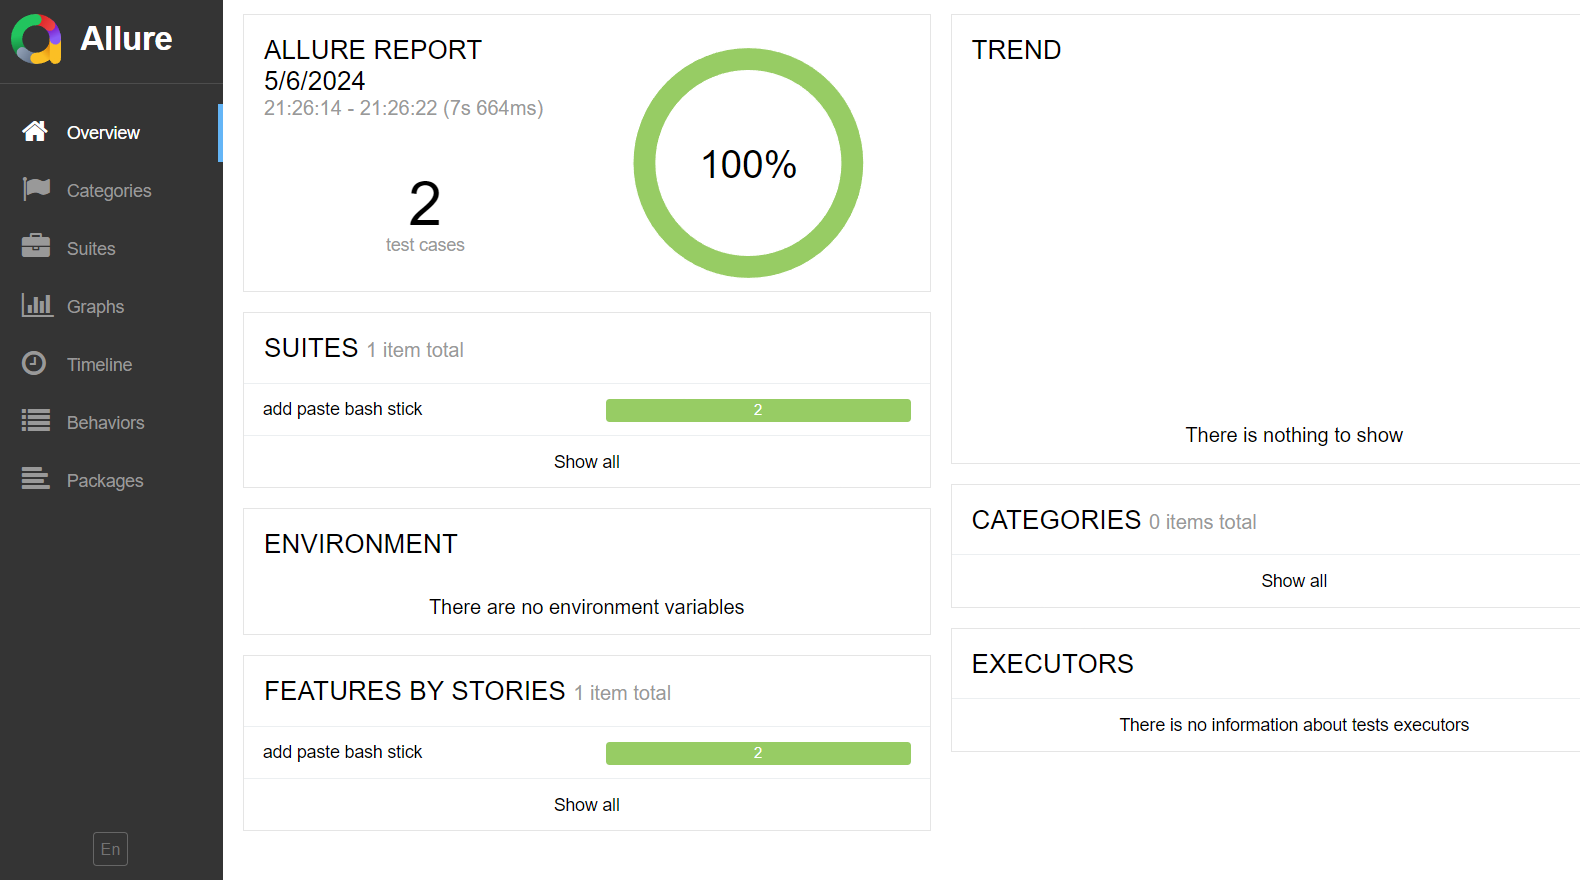 Allure
Overview
Categories
Suites
Graphs
Timeline
Behaviors
Packages
En
ALLURE REPORT
5/6/2024
21:26:14 - 21:26:22 (7s 664ms)
2
test cases
100%
SUITES 1 item total
add paste bash stick 2
Show all
ENVIRONMENT
There are no environment variables
FEATURES BY STORIES 1 item total
add paste bash stick 2
Show all
TREND
There is nothing to show
CATEGORIES 0 items total
Show all
EXECUTORS
There is no information about tests executors